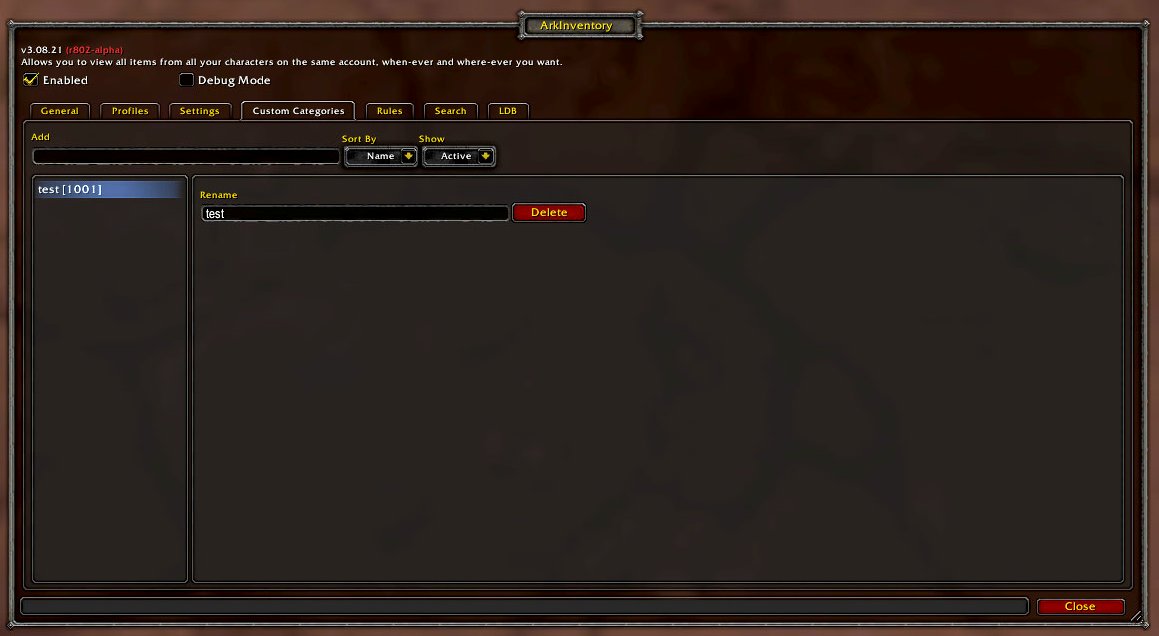 ArkInventory
v3.08.21 (r802-alpha)
Allows you to view all items from all your characters on the same account, when-ever and where-ever you want.
Enabled Debug Mode
General Profiles Settings Custom Categories Rules Search LDB
Add Sort By Show
Name Active
test [1001]
Rename
test Delete
Close